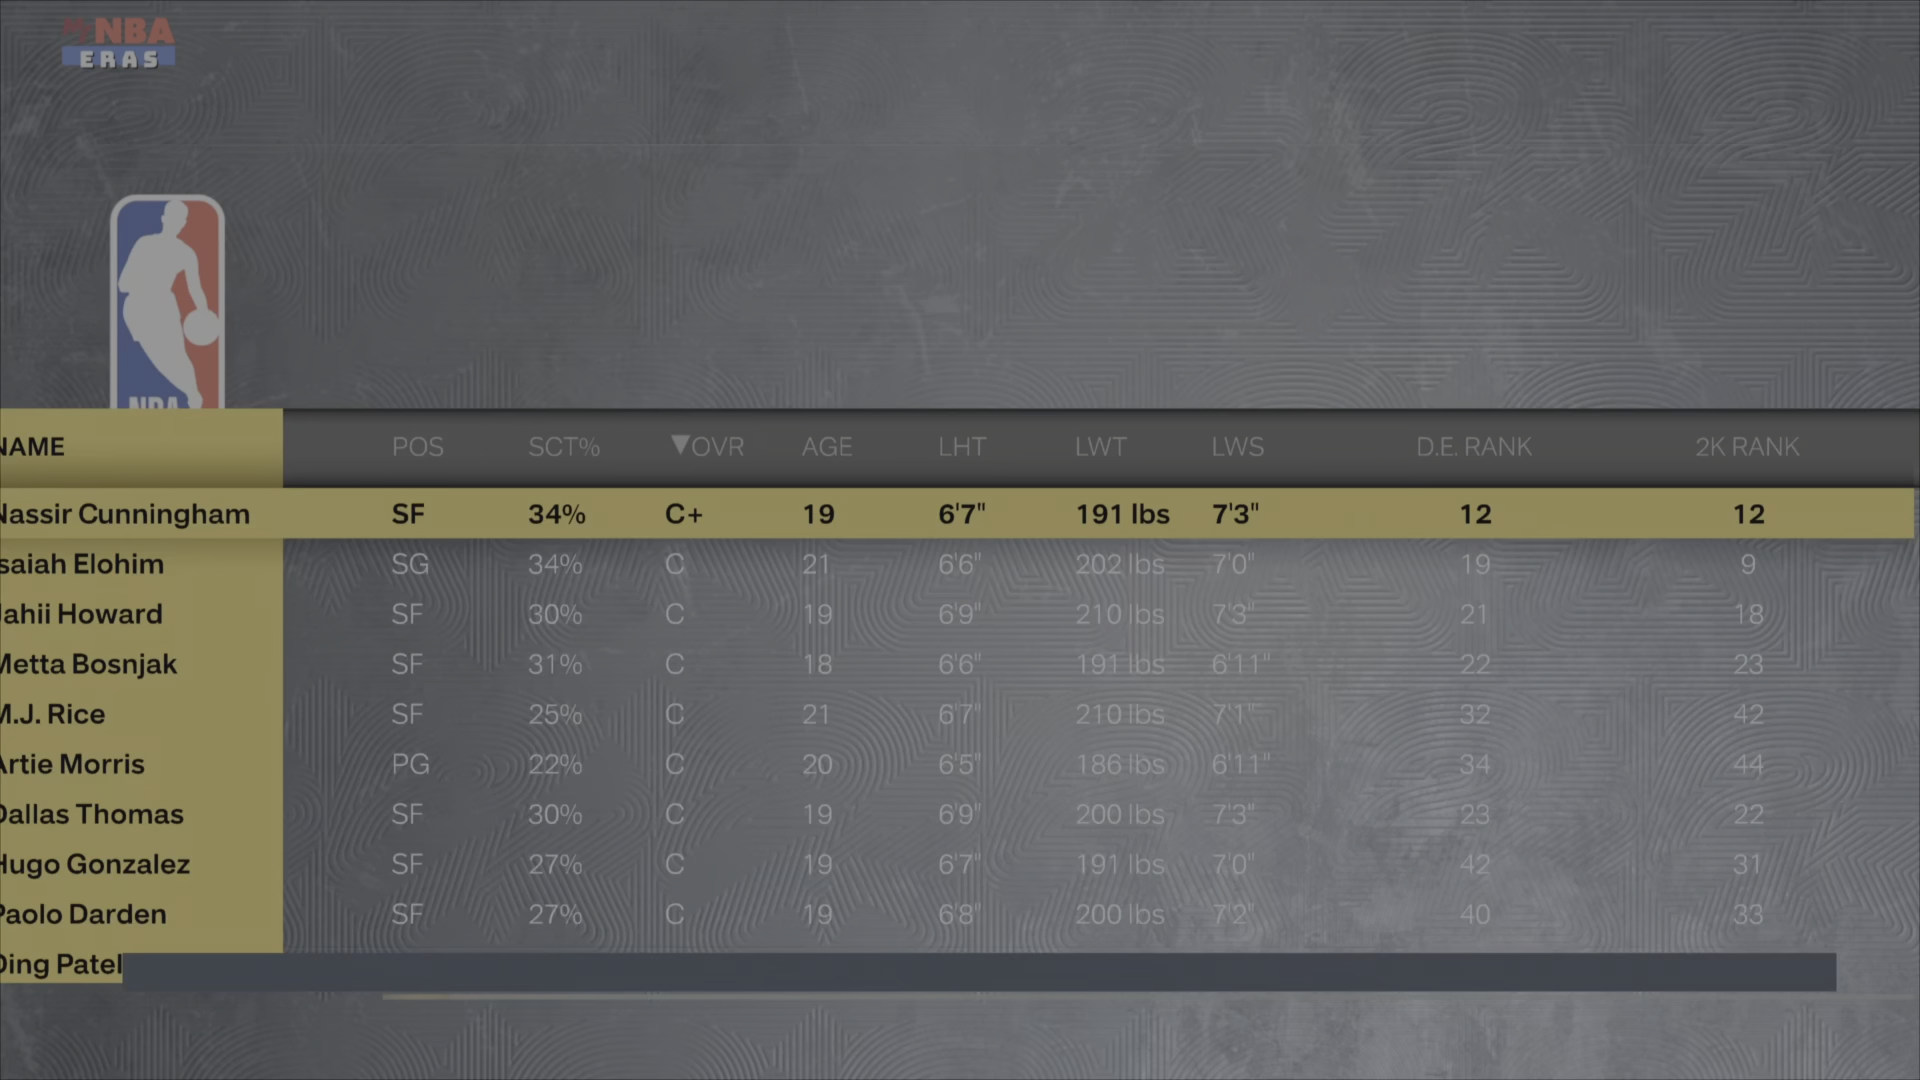 NBA
ERAS
NBA
NAME POS SCT% ▼OVR AGE LHT LWT LWS D.E. RANK 2K RANK
Nassir Cunningham SF 34% C+ 19 6'7" 191 lbs 7'3" 12 12
Isaiah Elohim SG 34% C 21 6'6" 202 lbs 7'0" 19 9
Jahii Howard SF 30% C 19 6'9" 210 lbs 7'3" 21 18
Metta Bosnjak SF 31% C 18 6'6" 191 lbs 6'11" 22 23
M.J. Rice SF 25% C 21 6'7" 210 lbs 7'1" 32 42
Artie Morris PG 22% C 20 6'5" 186 lbs 6'11" 34 44
Dallas Thomas SF 30% C 19 6'9" 200 lbs 7'3" 23 22
Hugo Gonzalez SF 27% C 19 6'7" 191 lbs 7'0" 42 31
Paolo Darden SF 27% C 19 6'8" 200 lbs 7'2" 40 33
Ding Patel